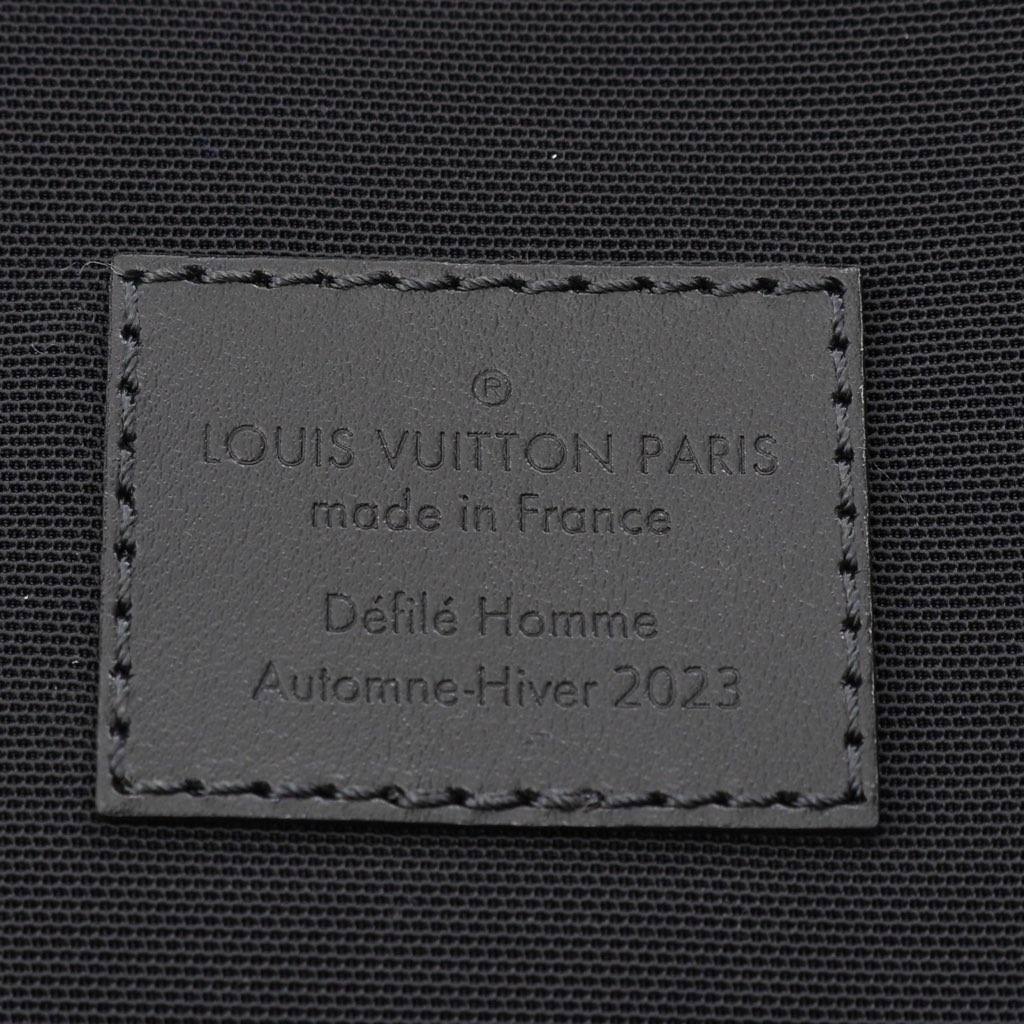 ®
LOUIS VUITTON PARIS
made in France
Défilé Homme
Automne-Hiver 2023